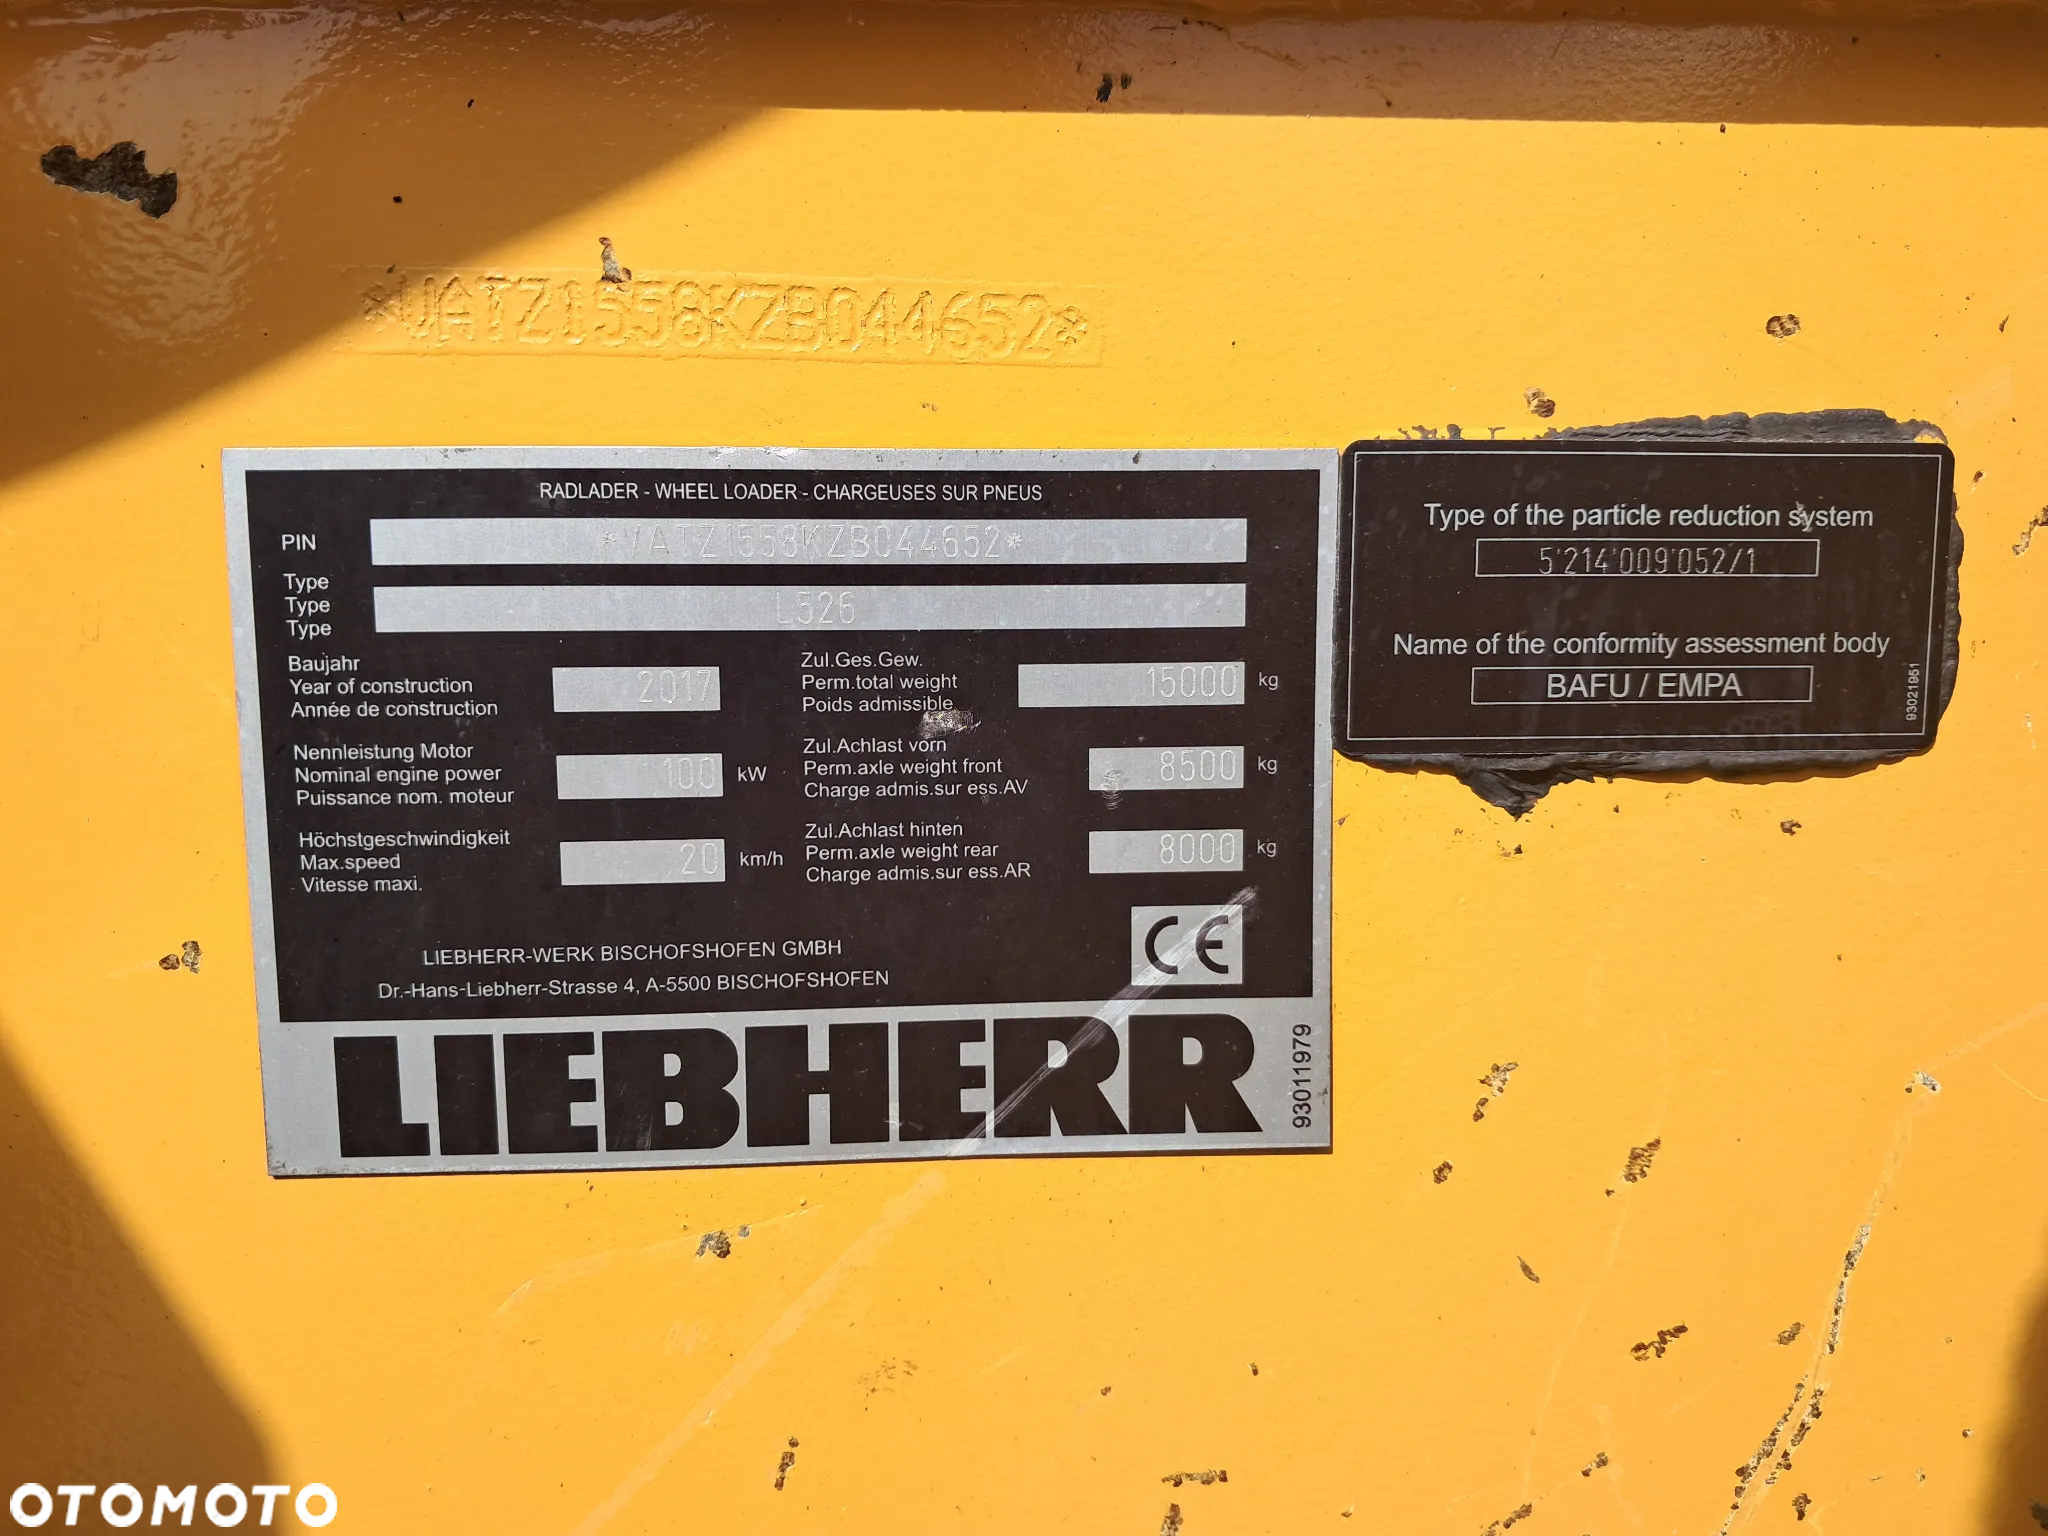 *VATZ1558KZB044652*
RADLADER - WHEEL LOADER - CHARGEUSES SUR PNEUS
PIN *VATZ1558KZB044652*
Type
Type L526
Type
Baujahr
Year of construction 2017
Année de construction
Zul.Ges.Gew.
Perm.total weight 15000 kg
Poids admissible
Nennleistung Motor
Nominal engine power 100 kW
Puissance nom. moteur
Zul.Achlast vorn
Perm.axle weight front 8500 kg
Charge admis.sur ess.AV
Höchstgeschwindigkeit
Max.speed 20 km/h
Vitesse maxi.
Zul.Achlast hinten
Perm.axle weight rear 8000 kg
Charge admis.sur ess.AR
CE
LIEBHERR-WERK BISCHOFSHOFEN GMBH
Dr.-Hans-Liebherr-Strasse 4, A-5500 BISCHOFSHOFEN
LIEBHERR
93011979
Type of the particle reduction system
5'214'009'052/1
Name of the conformity assessment body
BAFU / EMPA
93021951
OTOMOTO